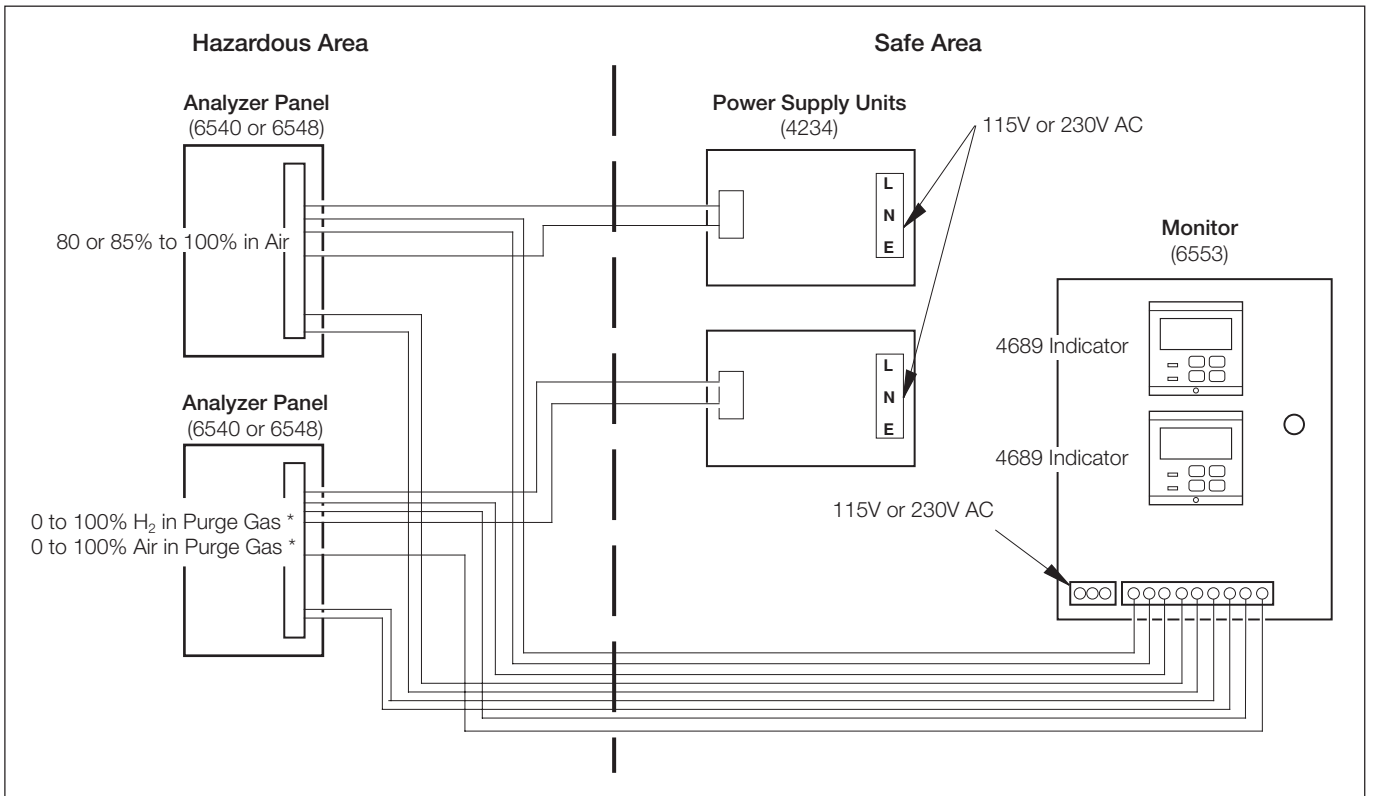 Hazardous Area
Safe Area
Analyzer Panel
(6540 or 6548)
80 or 85% to 100% in Air
Power Supply Units
(4234)
115V or 230V AC
L
N
E
Monitor
(6553)
4689 Indicator
4689 Indicator
L
N
E
Analyzer Panel
(6540 or 6548)
0 to 100% H₂ in Purge Gas *
0 to 100% Air in Purge Gas *
115V or 230V AC